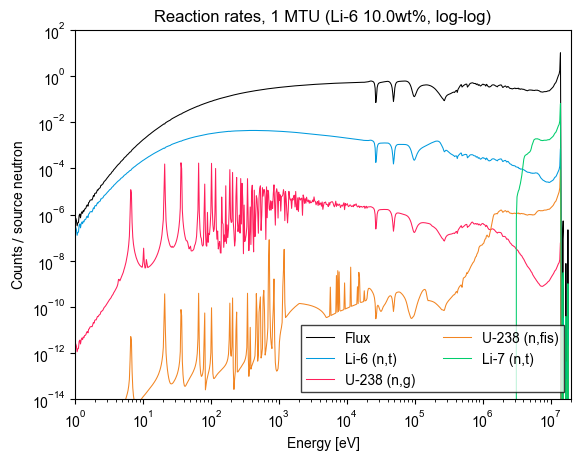 Reaction rates, 1 MTU (Li-6 10.0wt%, log-log)
Counts / source neutron
10^2
10^0
10^−2
10^−4
10^−6
10^−8
10^−10
10^−12
10^−14
Flux
Li-6 (n,t)
U-238 (n,g)
U-238 (n,fis)
Li-7 (n,t)
10^0 10^1 10^2 10^3 10^4 10^5 10^6 10^7
Energy [eV]